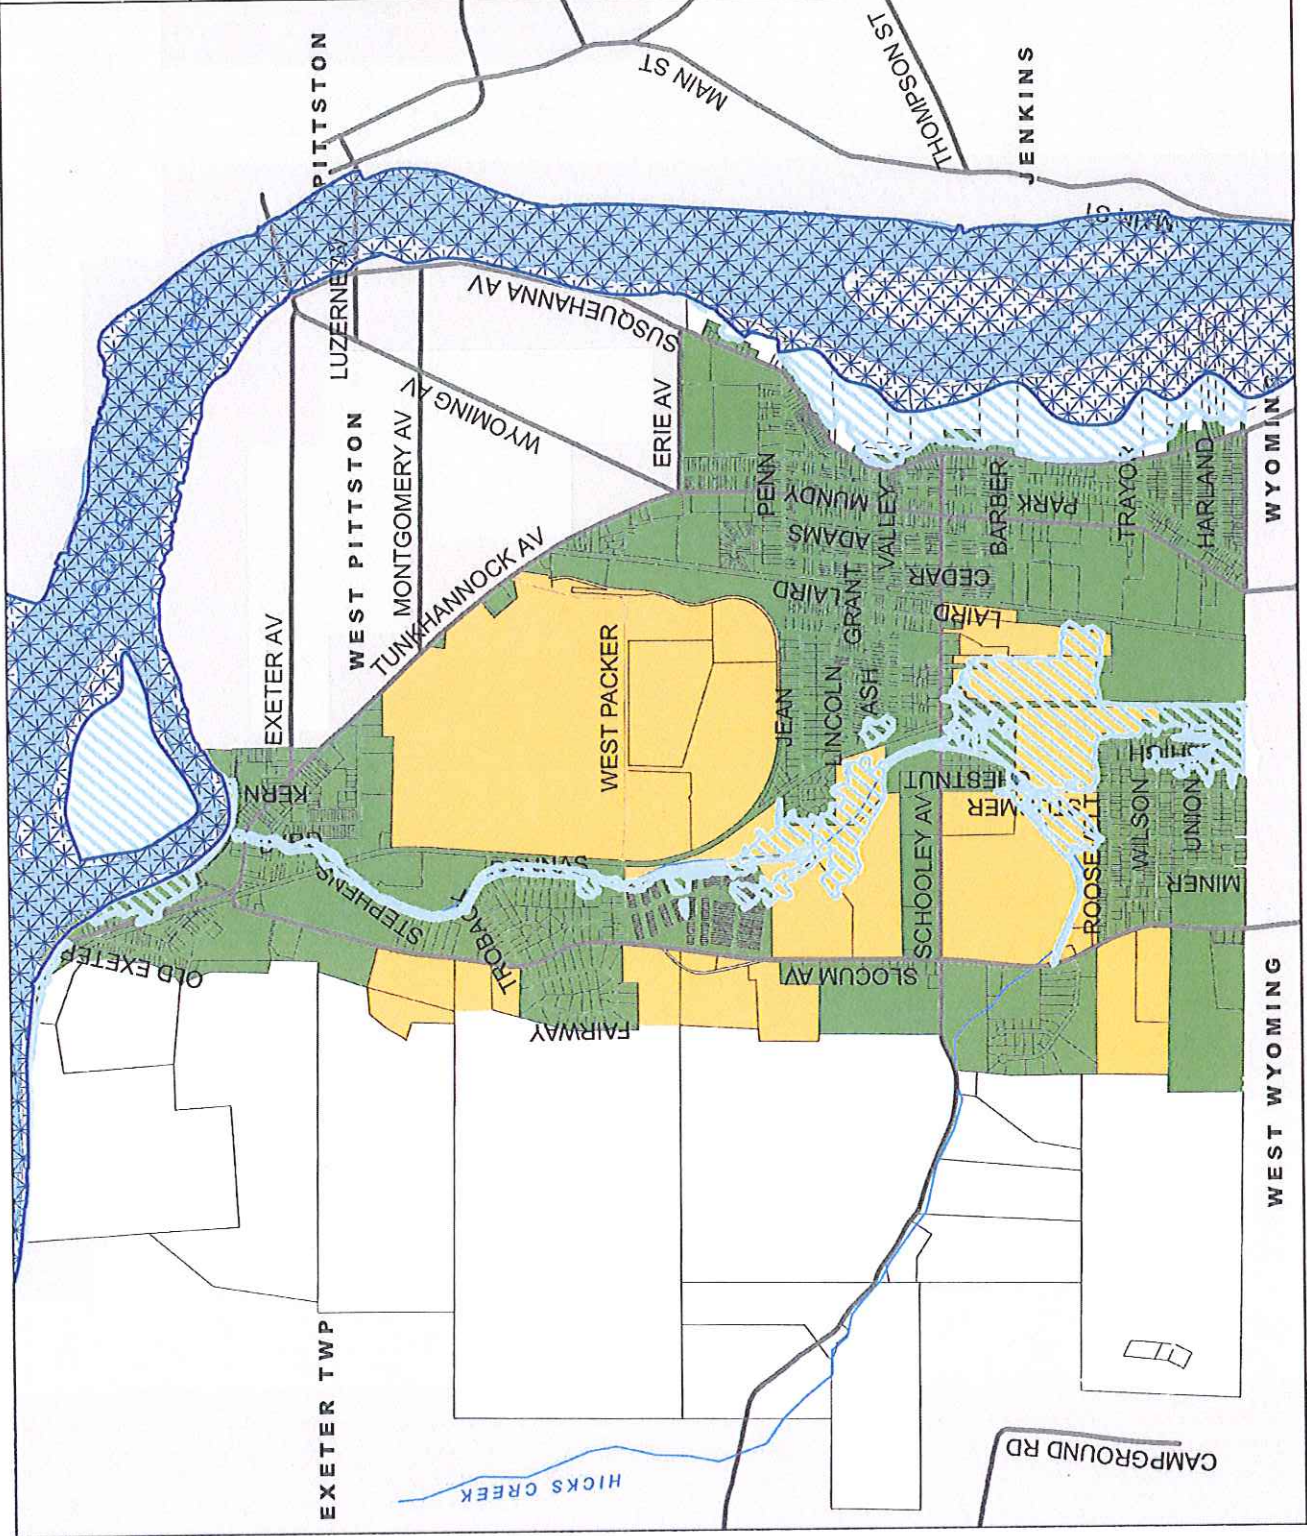 PITTSTON
MAIN ST
THOMPSON ST
JENKINS
MAIN ST
LUZERNE AV
SUSQUEHANNA AV
WYOMING AV
WEST PITTSTON
MONTGOMERY AV
ERIE AV
EXETER AV
TUNKHANNOCK AV
PENN
MUNDY
ADAMS
VALLEY
BARBER
PARK
TRAYOR
HARLAND
WYOMING
LAIRD
GRANT
CEDAR
LAIRD
WEST PACKER
JEAN
LINCOLN
ASH
KERN
CHESTNUT
WILSON
UNION
MINER
STEPHENS
SCHOOLEY AV
SLOCUM AV
OLD EXETER
FAIRWAY
WEST WYOMING
EXETER TWP
HICKS CREEK
CAMPGROUND RD